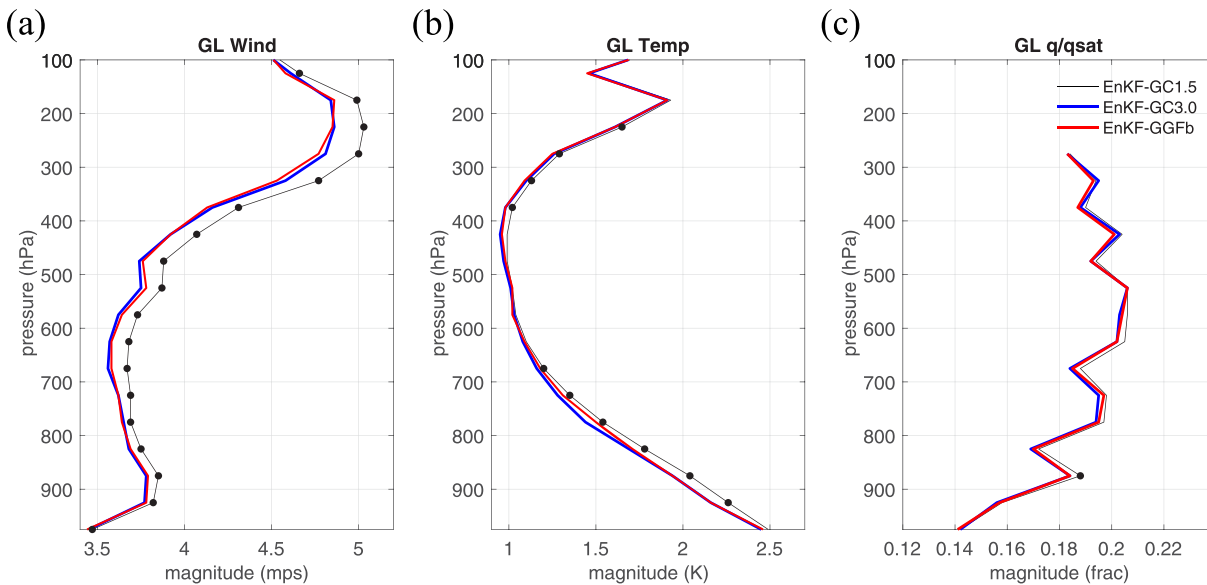 (a)
GL Wind
100
200
300
400
500
600
700
800
900
pressure (hPa)
3.5 4 4.5 5
magnitude (mps)
(b)
GL Temp
100
200
300
400
500
600
700
800
900
pressure (hPa)
1 1.5 2 2.5
magnitude (K)
(c)
GL q/qsat
EnKF-GC1.5
EnKF-GC3.0
EnKF-GGFb
100
200
300
400
500
600
700
800
900
pressure (hPa)
0.12 0.14 0.16 0.18 0.2 0.22
magnitude (frac)